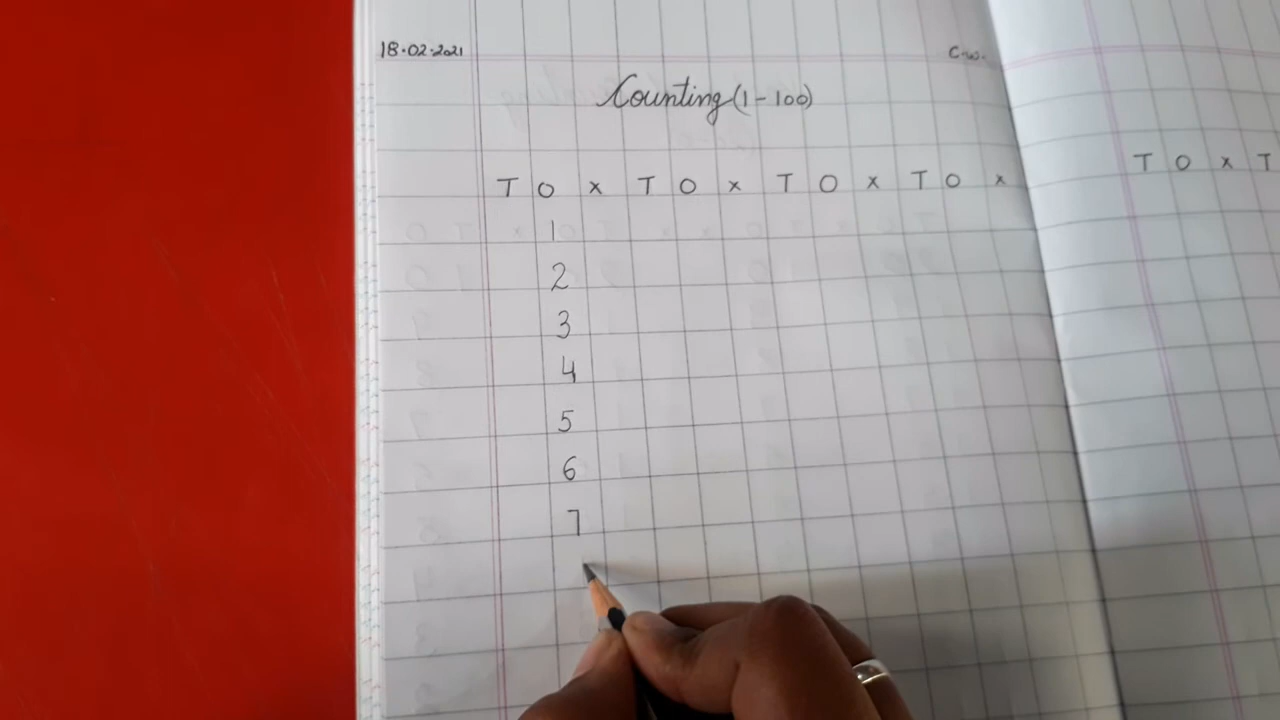 18.02.2021 C.W.
Counting (1-100)
T O x T O x T O x T O x T O x T
1
2
3
4
5
6
7